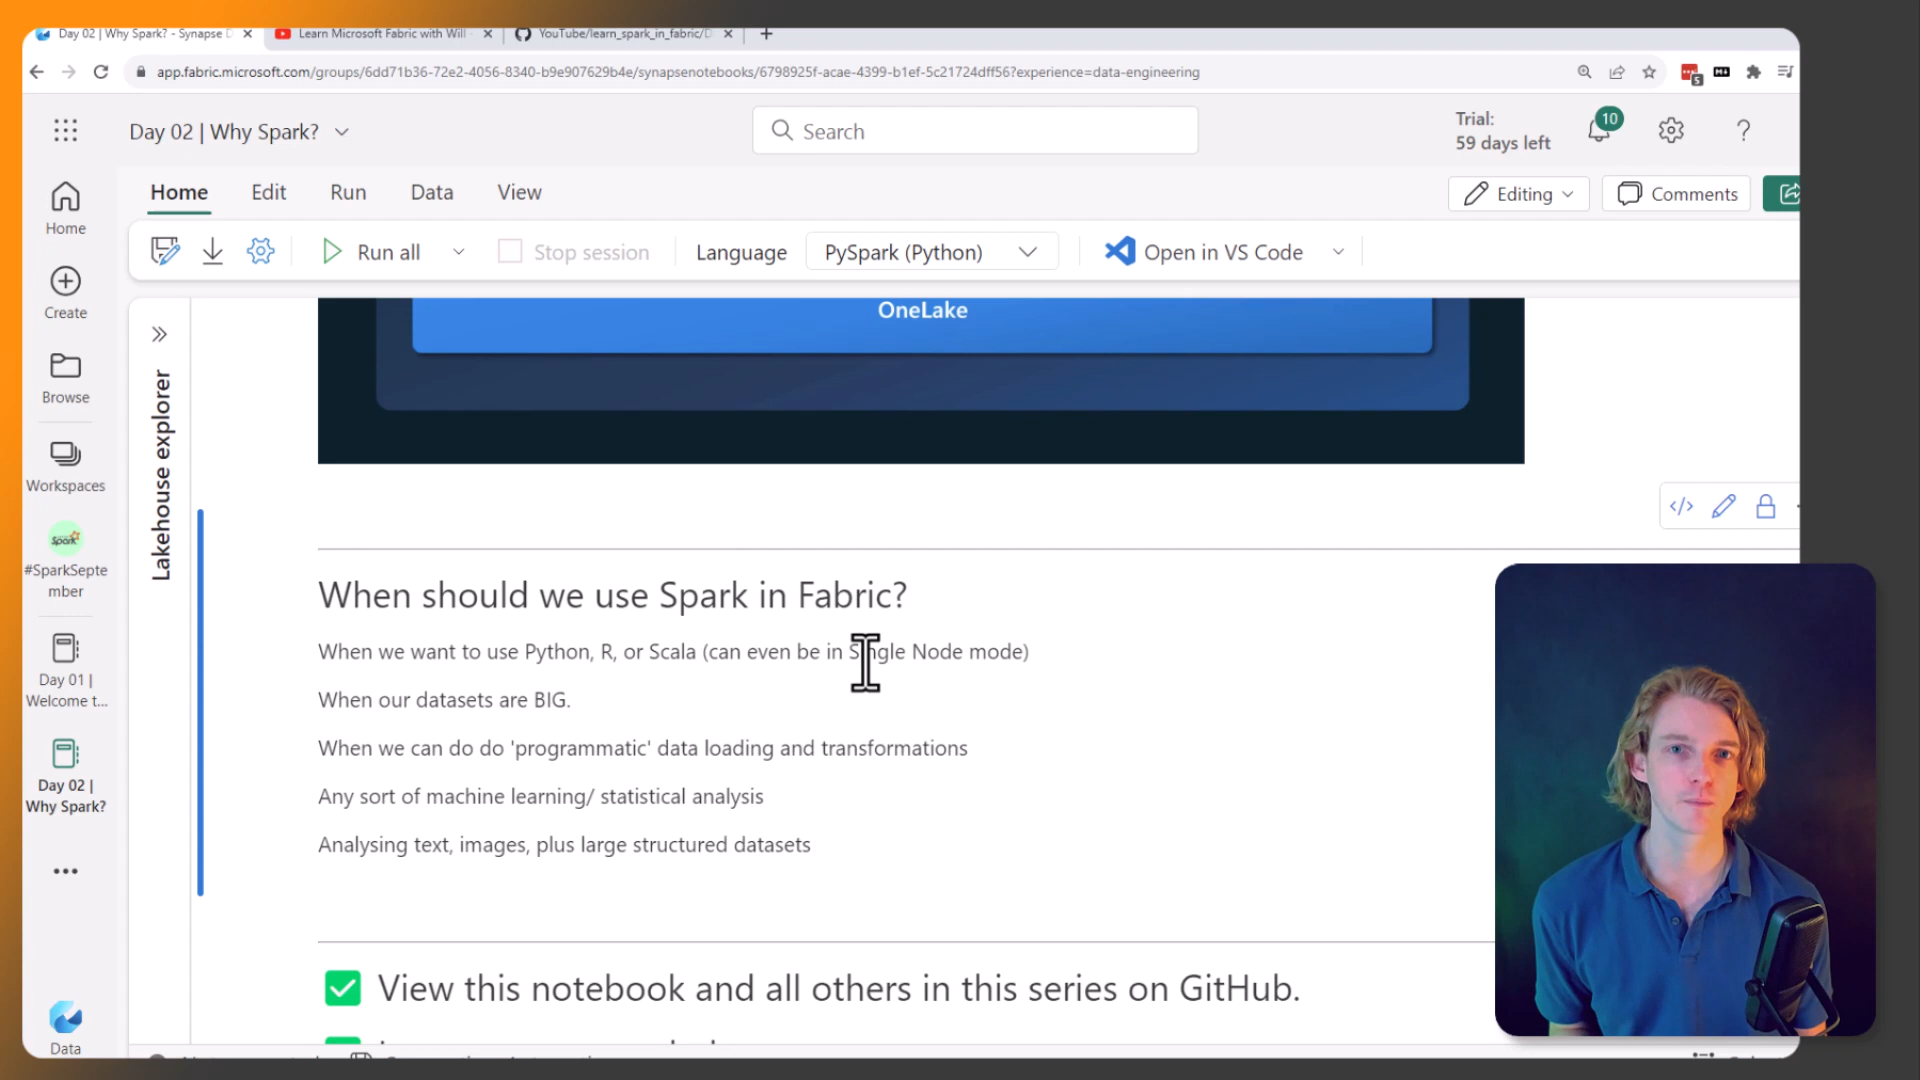 Day 02 | Why Spark? - Synapse D
Learn Microsoft Fabric with Will
YouTube/learn_spark_in_fabric/D
app.fabric.microsoft.com/groups/6dd71b36-72e2-4056-8340-b9e907629b4e/synapsenotebooks/6798925f-acae-4399-b1ef-5c21724dff56?experience=data-engineering
5
Day 02 | Why Spark?
Search
Trial:
59 days left
10
?
Home
Edit
Run
Data
View
Editing
Comments
Run all
Stop session
Language
PySpark (Python)
Open in VS Code
Home
Create
Browse
Workspaces
Spark
#SparkSepte
mber
Day 01 |
Welcome t...
Day 02 |
Why Spark?
Data
Lakehouse explorer
OneLake
When should we use Spark in Fabric?
When we want to use Python, R, or Scala (can even be in Single Node mode)
When our datasets are BIG.
When we can do do 'programmatic' data loading and transformations
Any sort of machine learning/ statistical analysis
Analysing text, images, plus large structured datasets
View this notebook and all others in this series on GitHub.